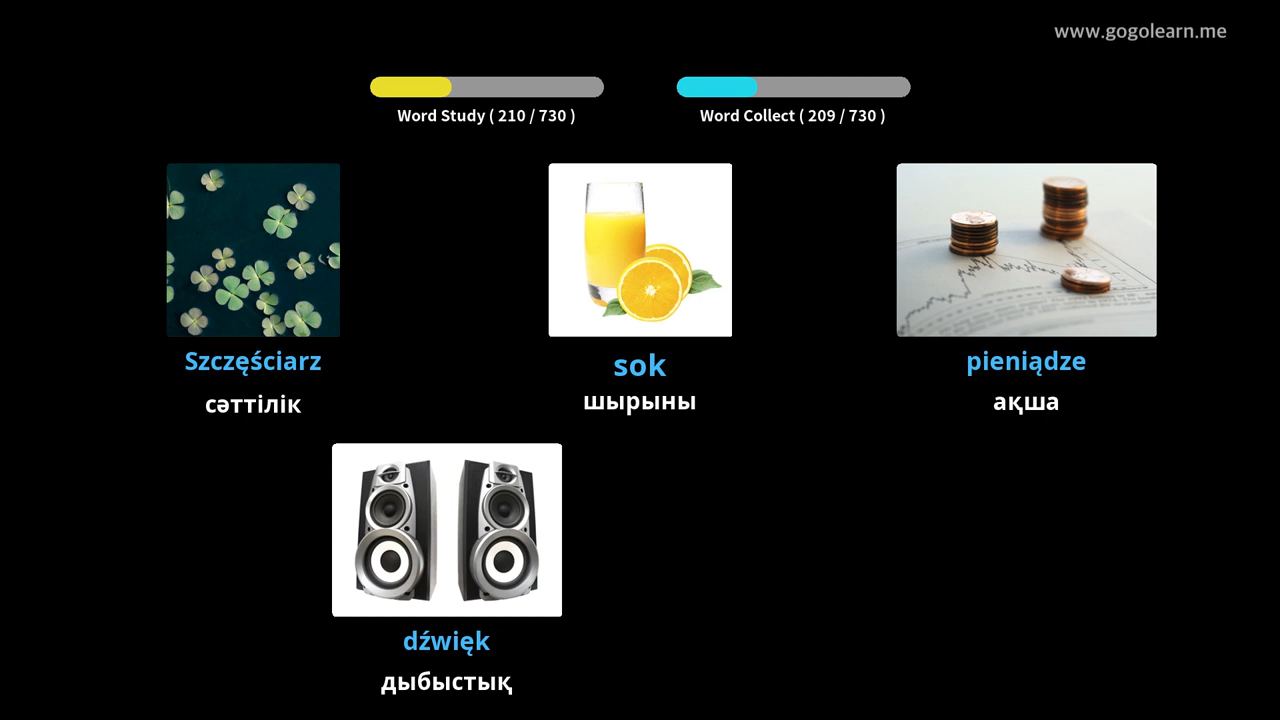 www.gogolearn.me
Word Study ( 210 / 730 )
Word Collect ( 209 / 730 )
Szczęściarz
sok
pieniądze
сәттілік
шырыны
ақша
dźwięk
дыбыстық